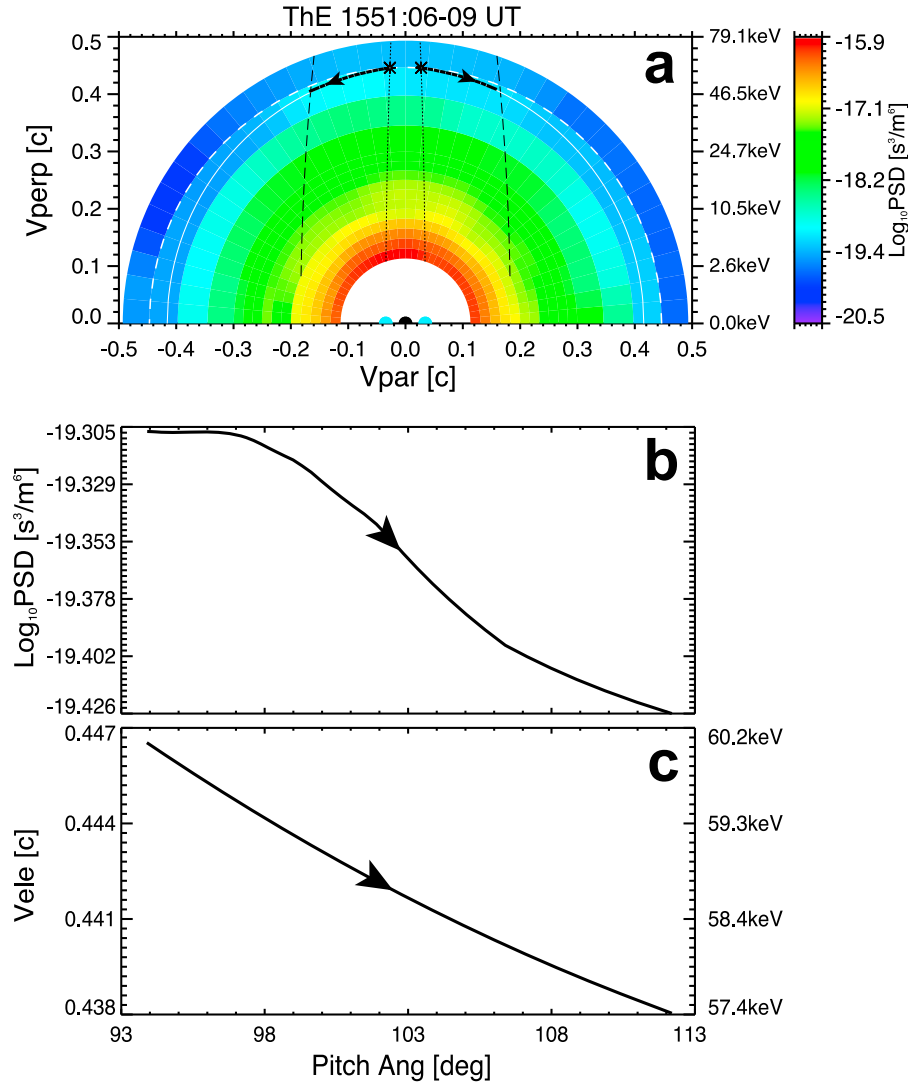 ThE 1551:06-09 UT
a
0.5
0.4
0.3
0.2
0.1
0.0
Vperp [c]
79.1keV
46.5keV
24.7keV
10.5keV
2.6keV
0.0keV
-0.5 -0.4 -0.3 -0.2 -0.1 0.0 0.1 0.2 0.3 0.4 0.5
Vpar [c]
-15.9
-17.1
-18.2
-19.4
-20.5
Log₁₀PSD [s³/m⁶]
b
-19.305
-19.329
-19.353
-19.378
-19.402
-19.426
Log₁₀PSD [s³/m⁶]
c
0.447
0.444
0.441
0.438
Vele [c]
60.2keV
59.3keV
58.4keV
57.4keV
93 98 103 108 113
Pitch Ang [deg]